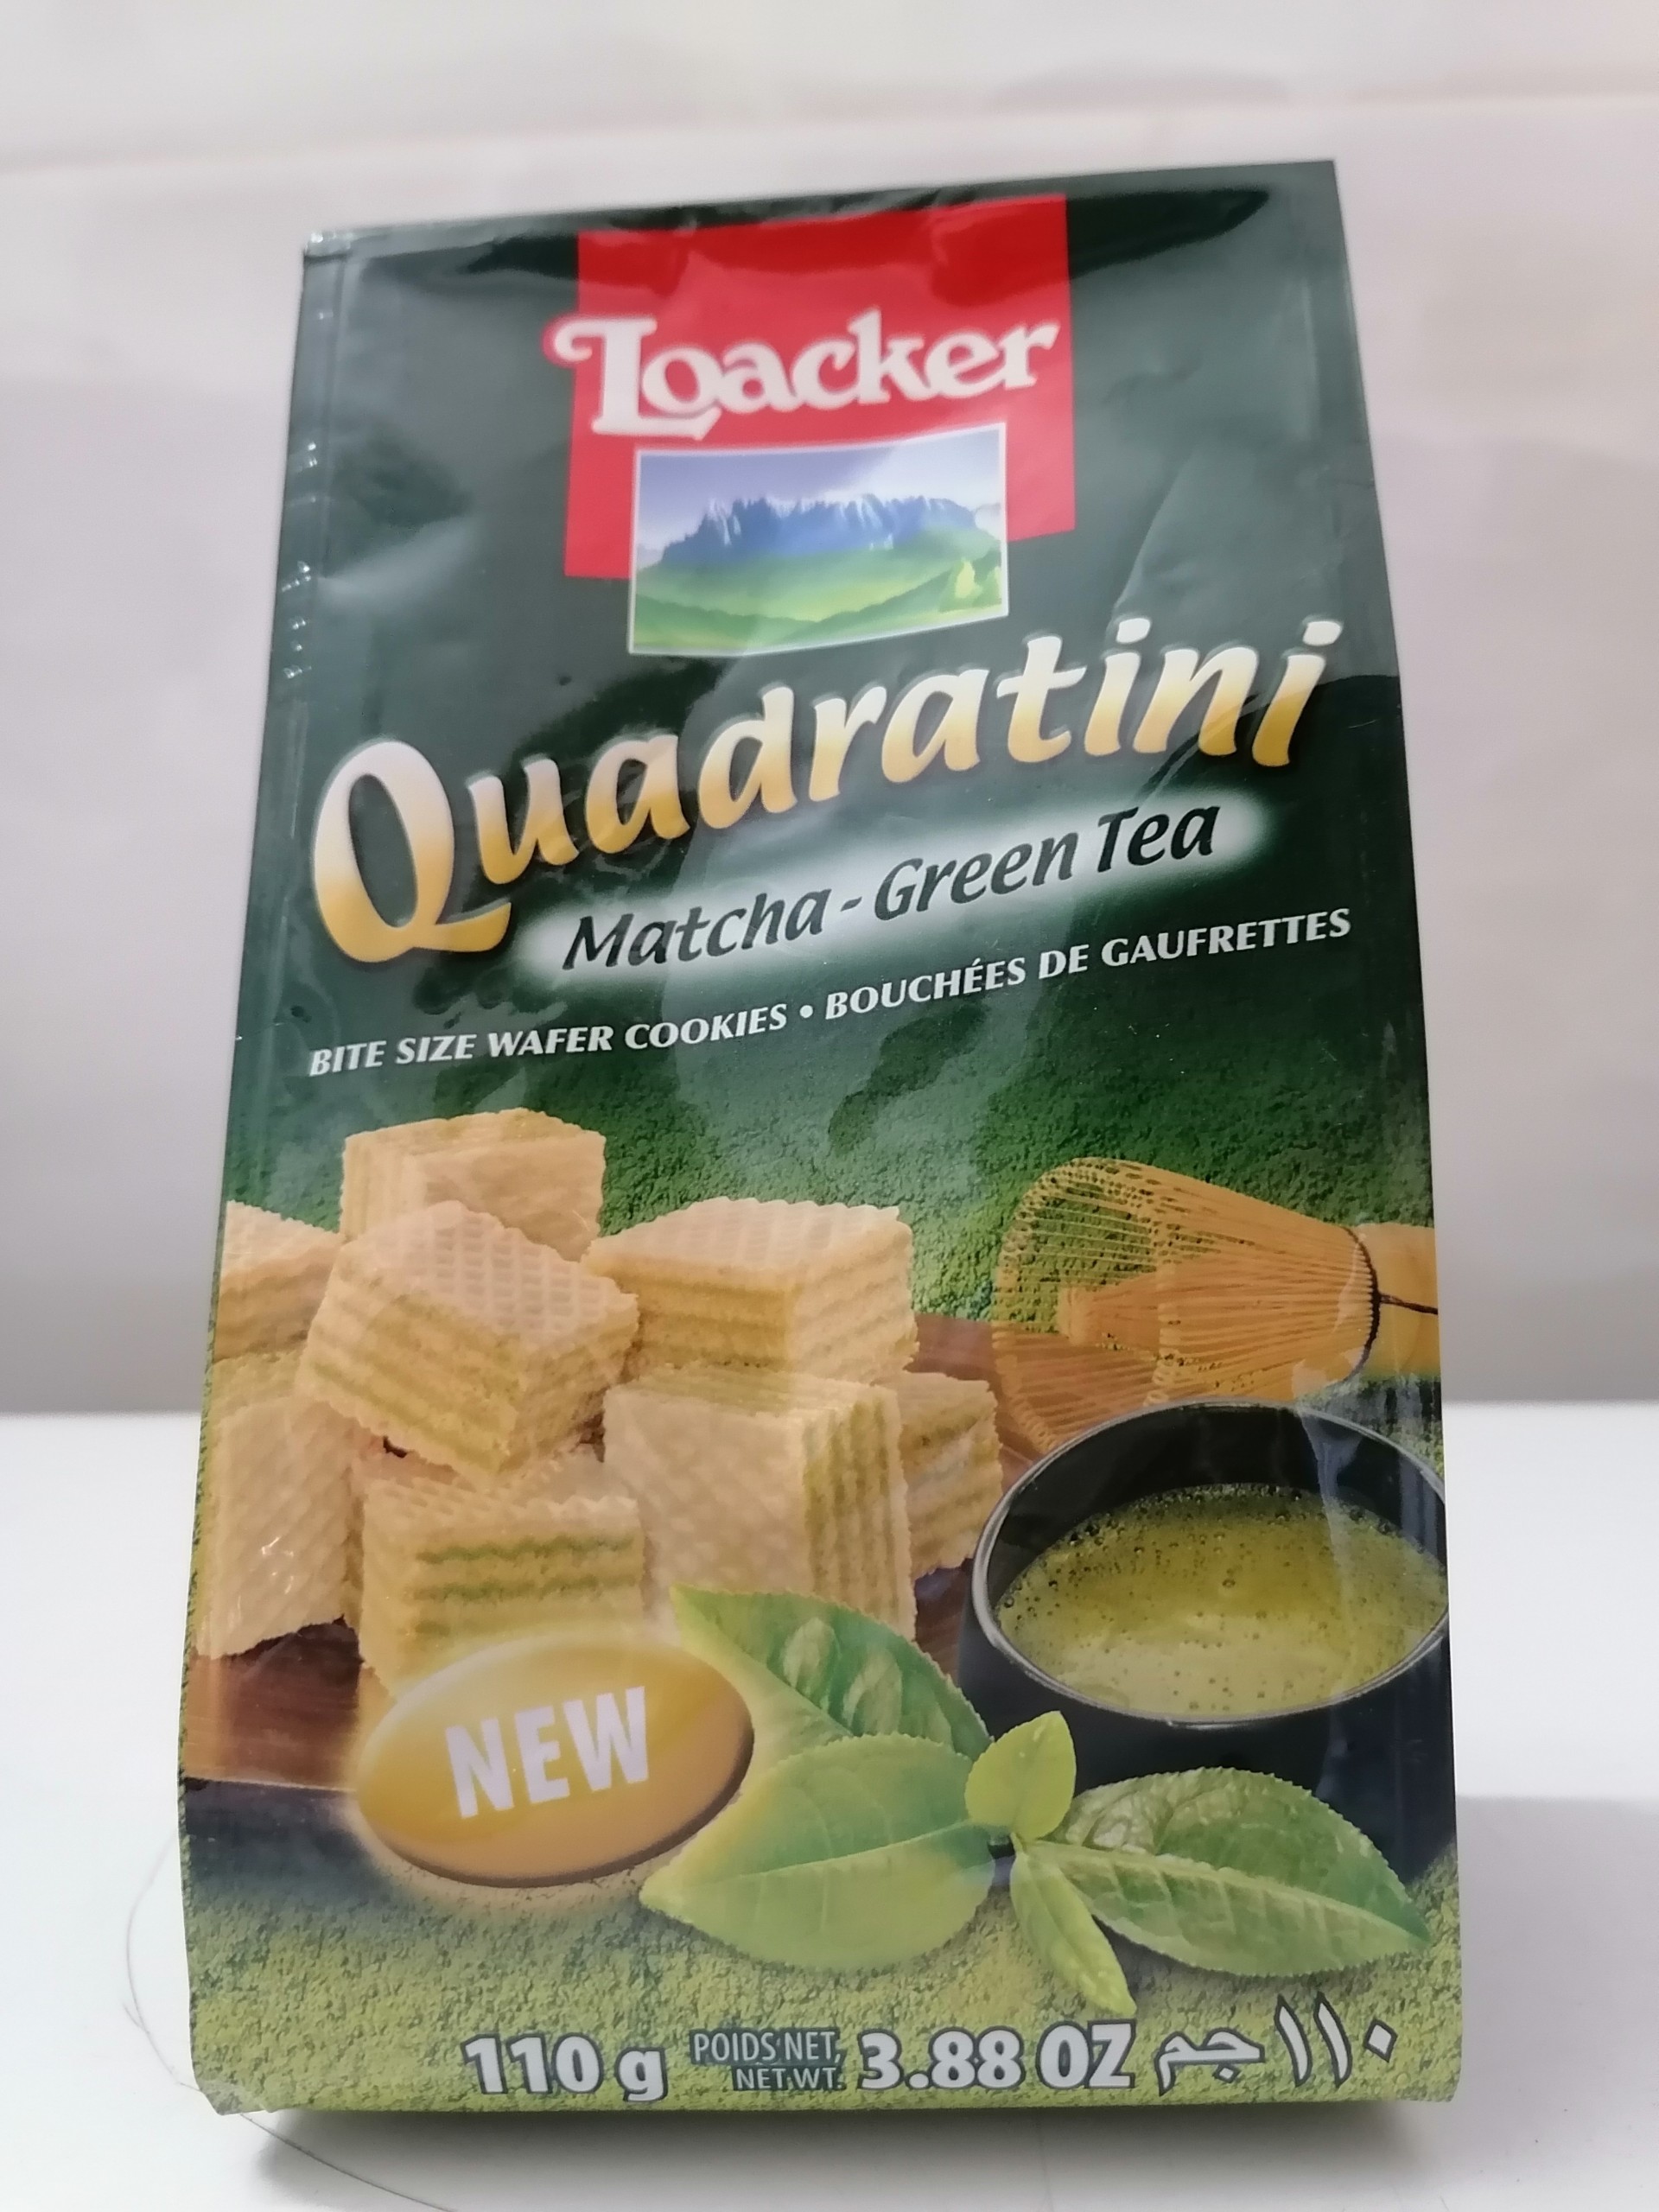 Loacker
Quadratini
Matcha - Green Tea
BITE SIZE WAFER COOKIES • BOUCHÉES DE GAUFRETTES
NEW
110 g POIDS NET, NET WT. 3.88 OZ ١١٠ جم